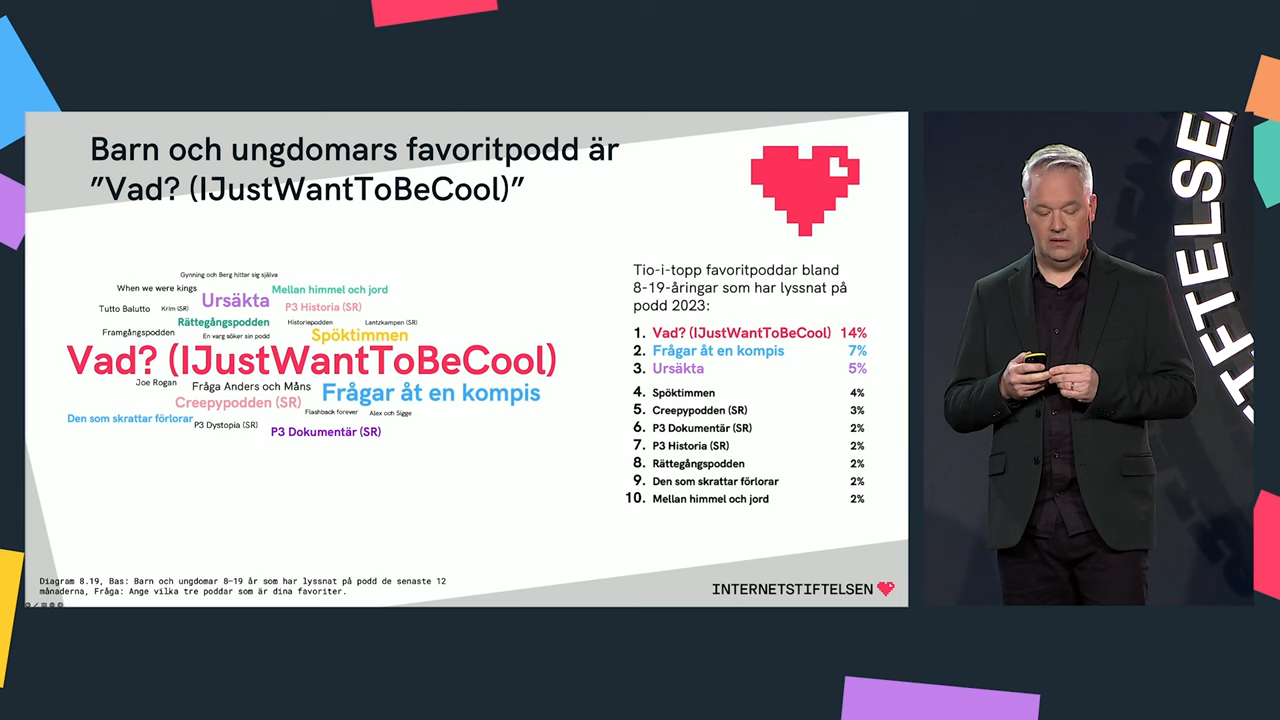 Barn och ungdomars favoritpodd är
”Vad? (IJustWantToBeCool)”
Gynning och Berg hittar sig själva
When we were kings
Mellan himmel och jord
Ursäkta
Tutto Balutto
Krim (SR)
P3 Historia (SR)
Rättegångspodden
Historiepodden
Lantzkampen (SR)
Framgångspodden
En varg söker sin podd
Spöktimmen
Vad? (IJustWantToBeCool)
Joe Rogan
Fråga Anders och Måns
Frågar åt en kompis
Creepypodden (SR)
Flashback forever
Alex och Sigge
Den som skrattar förlorar
P3 Dystopia (SR)
P3 Dokumentär (SR)
Tio-i-topp favoritpoddar bland
8-19-åringar som har lyssnat på
podd 2023:
1. Vad? (IJustWantToBeCool) 14%
2. Frågar åt en kompis 7%
3. Ursäkta 5%
4. Spöktimmen 4%
5. Creepypodden (SR) 3%
6. P3 Dokumentär (SR) 2%
7. P3 Historia (SR) 2%
8. Rättegångspodden 2%
9. Den som skrattar förlorar 2%
10. Mellan himmel och jord 2%
Diagram 8.19, Bas: Barn och ungdomar 8–19 år som har lyssnat på podd de senaste 12
månaderna, Fråga: Ange vilka tre poddar som är dina favoriter.
INTERNETSTIFTELSEN
TIFTELSE